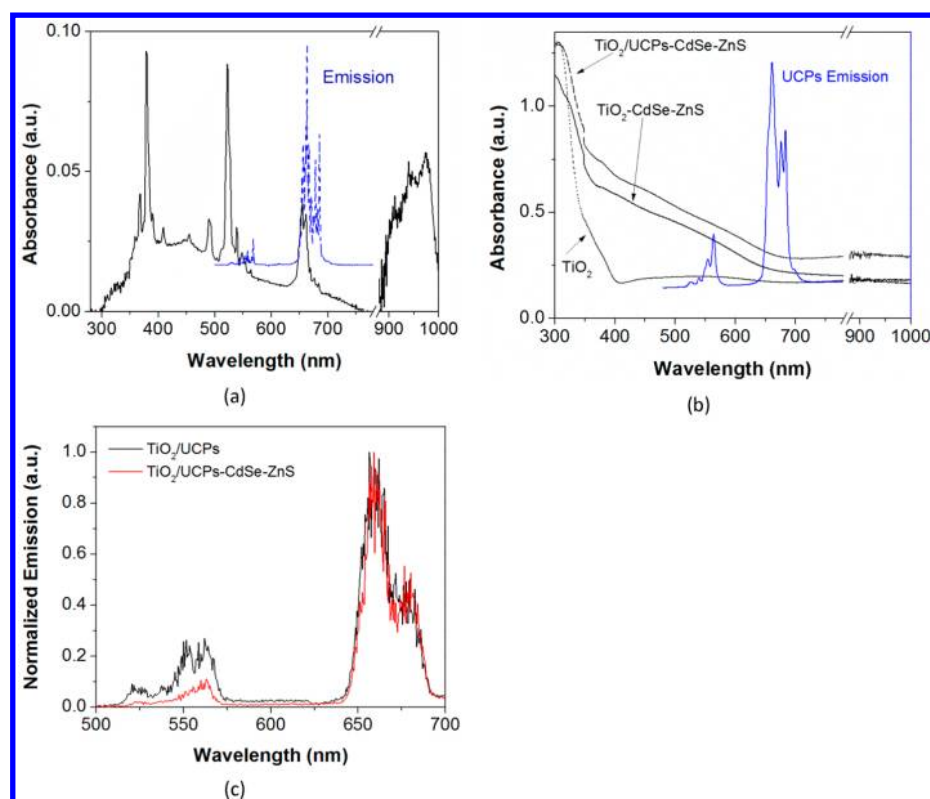 0.10
0.05
0.00
Absorbance (a.u.)
Emission
300 400 500 600 700 900 1000
Wavelength (nm)
(a)
1.0
0.5
0.0
Absorbance (a.u.)
TiO2/UCPs-CdSe-ZnS
UCPs Emission
TiO2-CdSe-ZnS
TiO2
300 400 500 600 700 900 1000
Wavelength (nm)
(b)
1.0
0.8
0.6
0.4
0.2
0.0
Normalized Emission (a.u.)
TiO2/UCPs
TiO2/UCPs-CdSe-ZnS
500 550 600 650 700
Wavelength (nm)
(c)